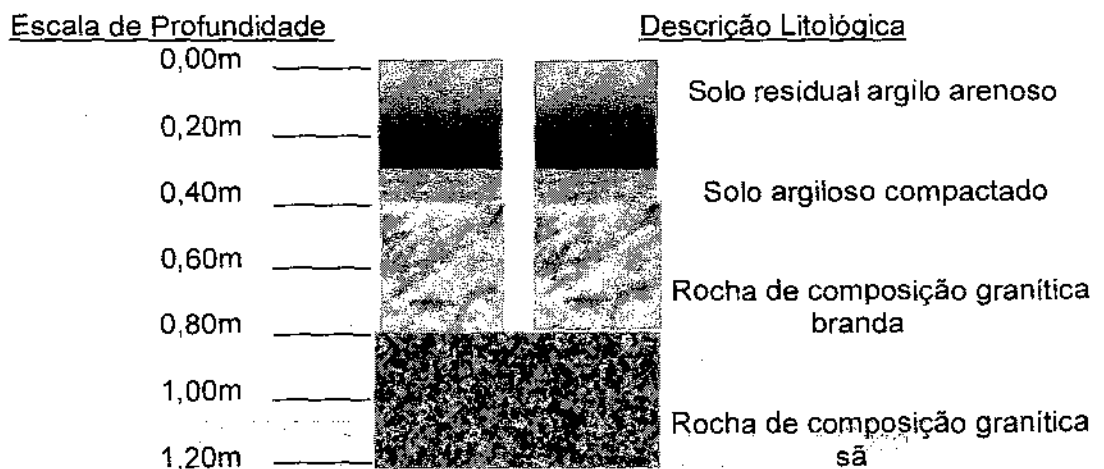 Escala de Profundidade
Descrição Litológica
0,00m
Solo residual argilo arenoso
0,20m
0,40m
Solo argiloso compactado
0,60m
Rocha de composição granítica
branda
0,80m
1,00m
Rocha de composição granítica
sã
1,20m